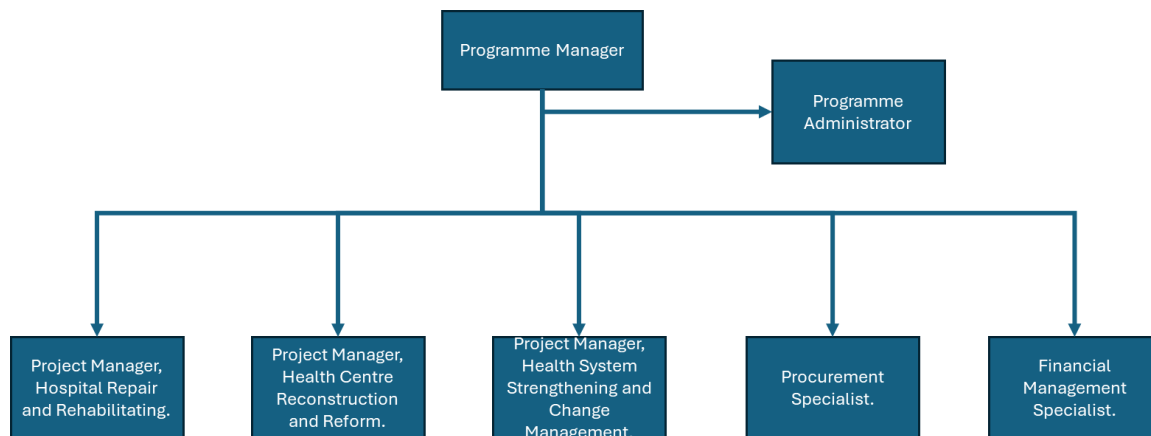 Programme Manager
Programme
Administrator
Project Manager,
Hospital Repair
and Rehabilitating.
Project Manager,
Health Centre
Reconstruction
and Reform.
Project Manager,
Health System
Strengthening and
Change
Management.
Procurement
Specialist.
Financial
Management
Specialist.